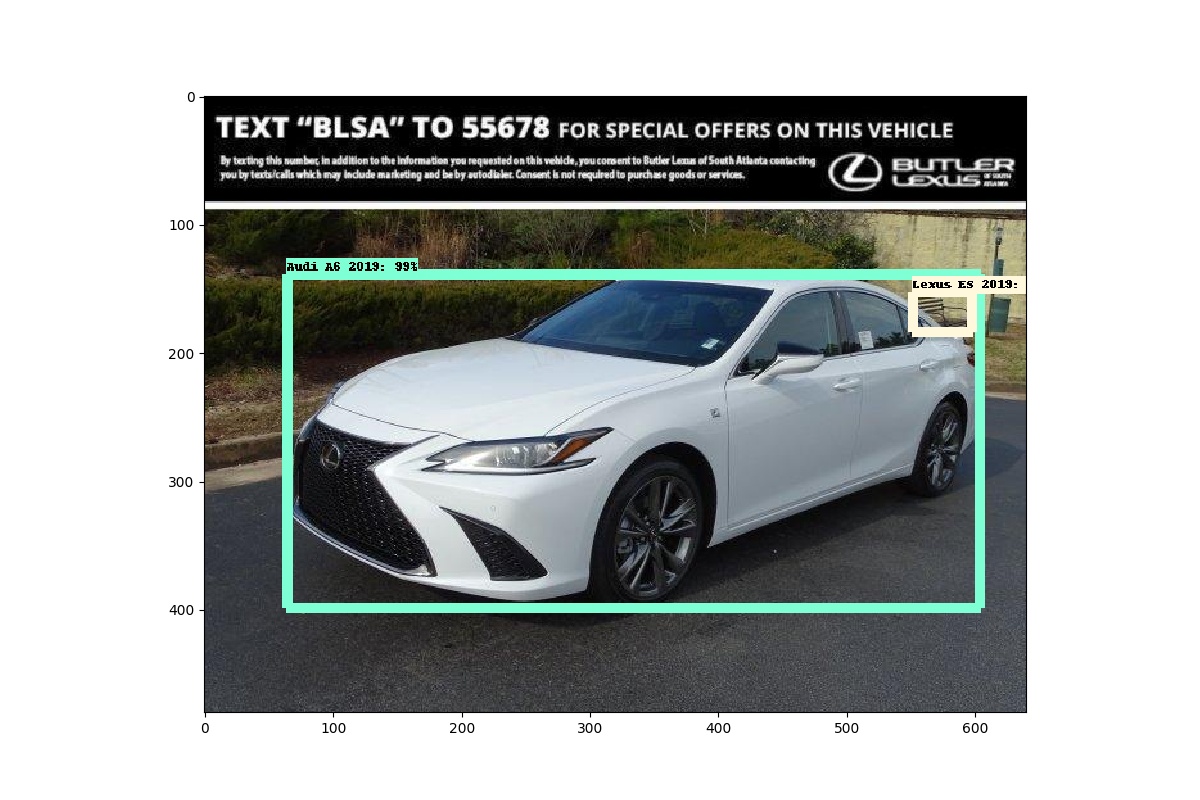 TEXT “BLSA” TO 55678 FOR SPECIAL OFFERS ON THIS VEHICLE
By texting this number, in addition to the information you requested on this vehicle, you consent to Butler Lexus of South Atlanta contacting
you by texts/calls which may include marketing and be by autodialer. Consent is not required to purchase goods or services.
BUTLER
LEXUS OF SOUTH ATLANTA
Audi A6 2019: 99%
Lexus ES 2019:
0
100
200
300
400
0 100 200 300 400 500 600